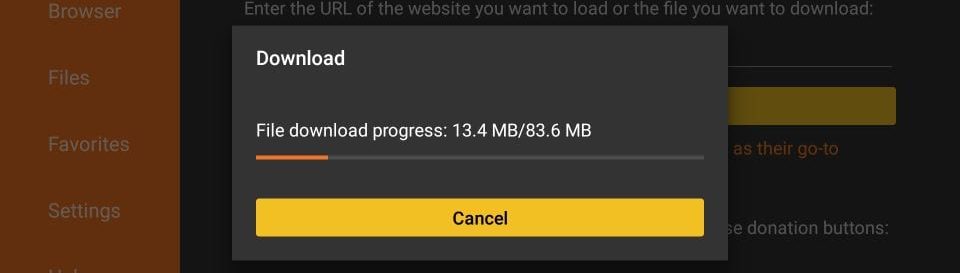 Browser
Files
Favorites
Settings
Enter the URL of the website you want to load or the file you want to download:
Download
File download progress: 13.4 MB/83.6 MB
Cancel
as their go-to
se donation buttons: